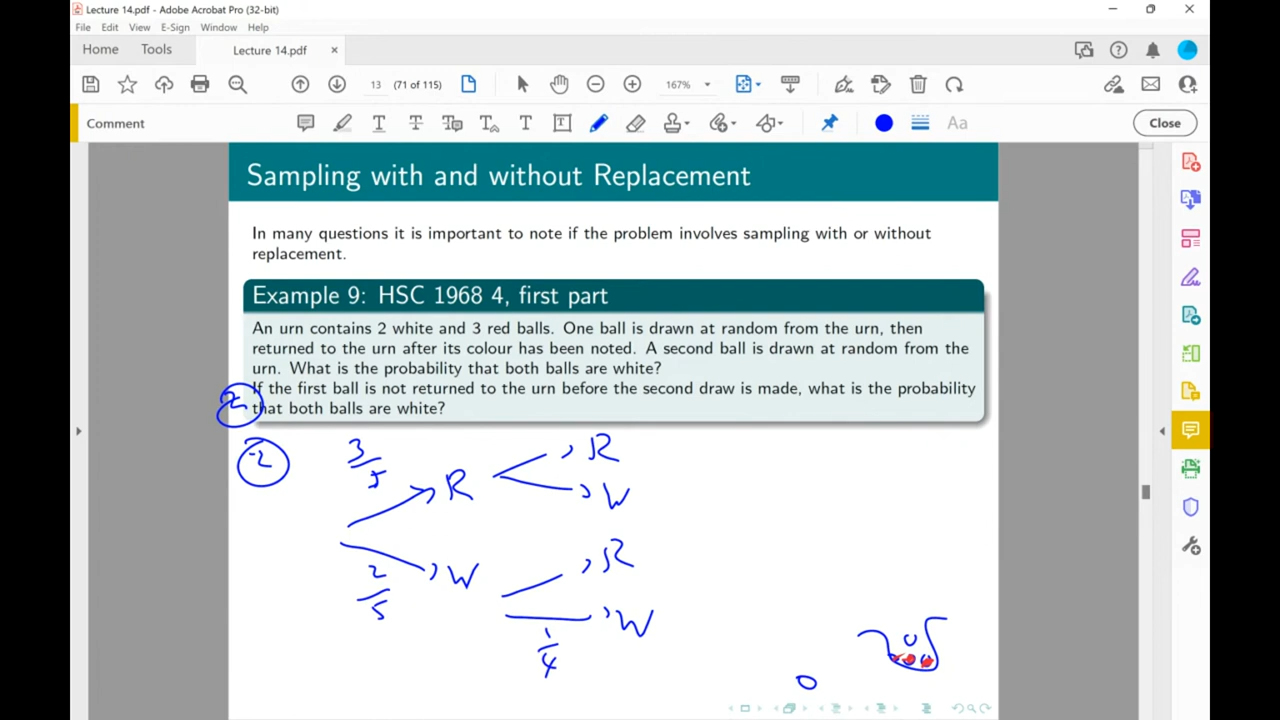 Lecture 14.pdf - Adobe Acrobat Pro (32-bit)
File Edit View E-Sign Window Help
Home Tools Lecture 14.pdf
13 (71 of 115) 167%
Comment Close
Sampling with and without Replacement
In many questions it is important to note if the problem involves sampling with or without
replacement.
Example 9: HSC 1968 4, first part
An urn contains 2 white and 3 red balls. One ball is drawn at random from the urn, then
returned to the urn after its colour has been noted. A second ball is drawn at random from the
urn. What is the probability that both balls are white?
If the first ball is not returned to the urn before the second draw is made, what is the probability
that both balls are white?
2
2
3/5
R
R
W
2/5
W
R
W
1/4